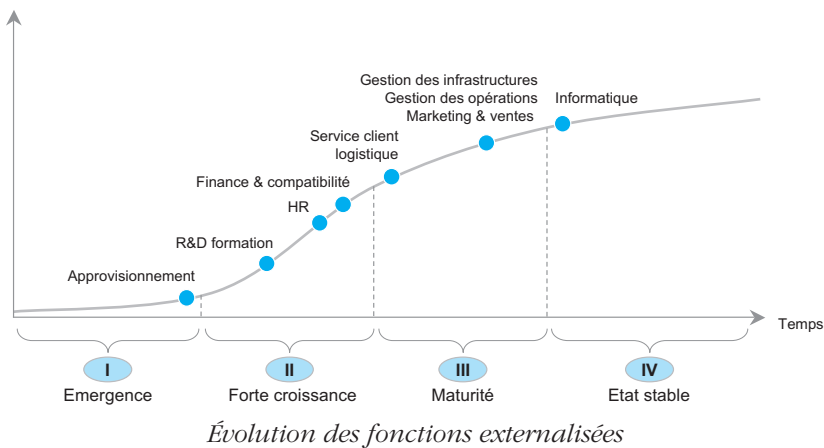 Gestion des infrastructures
Gestion des opérations
Marketing & ventes
Informatique
Service client
logistique
Finance & compatibilité
HR
R&D formation
Approvisionnement
Temps
I
II
III
IV
Emergence
Forte croissance
Maturité
Etat stable
Évolution des fonctions externalisées